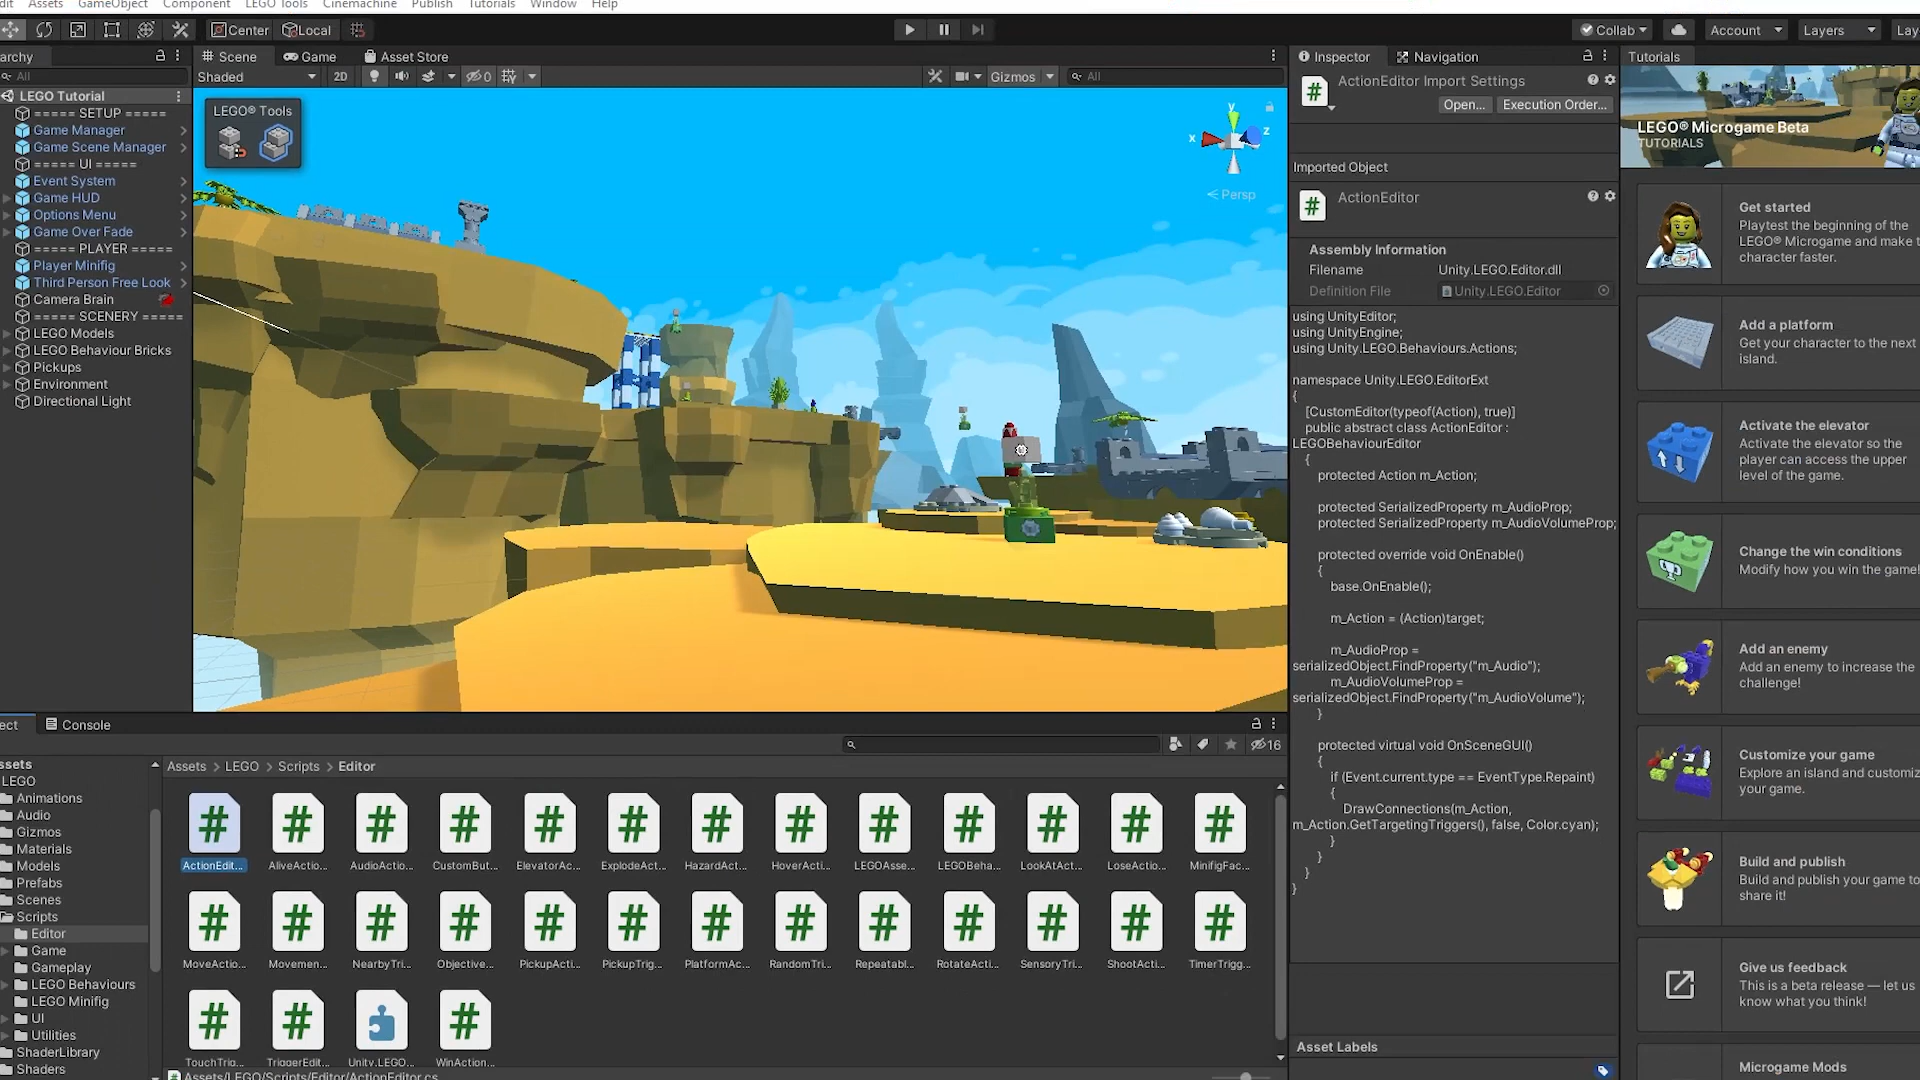 Assets GameObject Component LEGO Tools Cinemachine Publish Tutorials Window Help
Center Local Collab Account Layers Lay
archy Scene Game Asset Store Inspector Navigation Tutorials
All Shaded 2D 0 Gizmos All
LEGO Tutorial
===== SETUP =====
Game Manager
Game Scene Manager
===== UI =====
Event System
Game HUD
Options Menu
Game Over Fade
===== PLAYER =====
Player Minifig
Third Person Free Look
Camera Brain
===== SCENERY =====
LEGO Models
LEGO Behaviour Bricks
Pickups
Environment
Directional Light
LEGO® Tools
y
x z
< Persp
ActionEditor Import Settings
Open... Execution Order...
Imported Object
ActionEditor
Assembly Information
Filename Unity.LEGO.Editor.dll
Definition File Unity.LEGO.Editor
using UnityEditor;
using UnityEngine;
using Unity.LEGO.Behaviours.Actions;
namespace Unity.LEGO.EditorExt
{
[CustomEditor(typeof(Action), true)]
public abstract class ActionEditor :
LEGOBehaviourEditor
{
protected Action m_Action;
protected SerializedProperty m_AudioProp;
protected SerializedProperty m_AudioVolumeProp;
protected override void OnEnable()
{
base.OnEnable();
m_Action = (Action)target;
m_AudioProp =
serializedObject.FindProperty("m_Audio");
m_AudioVolumeProp =
serializedObject.FindProperty("m_AudioVolume");
}
protected virtual void OnSceneGUI()
{
if (Event.current.type == EventType.Repaint)
{
DrawConnections(m_Action,
m_Action.GetTargetingTriggers(), false, Color.cyan);
}
}
}
}
Asset Labels
LEGO® Microgame Beta
TUTORIALS
Get started
Playtest the beginning of the
LEGO® Microgame and make t
character faster.
Add a platform
Get your character to the next
island.
Activate the elevator
Activate the elevator so the
player can access the upper
level of the game.
Change the win conditions
Modify how you win the game!
Add an enemy
Add an enemy to increase the
challenge!
Customize your game
Explore an island and customiz
your game.
Build and publish
Build and publish your game to
share it!
Give us feedback
This is a beta release — let us
know what you think!
Microgame Mods
ect Console
16
ssets
LEGO
Animations
Audio
Gizmos
Materials
Models
Prefabs
Scenes
Scripts
Editor
Game
Gameplay
LEGO Behaviours
LEGO Minifig
UI
Utilities
ShaderLibrary
Shaders
Assets > LEGO > Scripts > Editor
ActionEdit... AliveActio... AudioActio... CustomBut... ElevatorAc... ExplodeAct... HazardAct... HoverActi... LEGOAsse... LEGOBeha... LookAtAct... LoseActio... MinifigFac...
MoveActio... Movemen... NearbyTri... Objective... PickupActi... PickupTrig... PlatformAc... RandomTri... Repeatabl... RotateActi... SensoryTri... ShootActi... TimerTrigg...
TouchTrig... TriggerEdit... Unity.LEGO... WinAction...
Assets/LEGO/Scripts/Editor/ActionEditor.cs